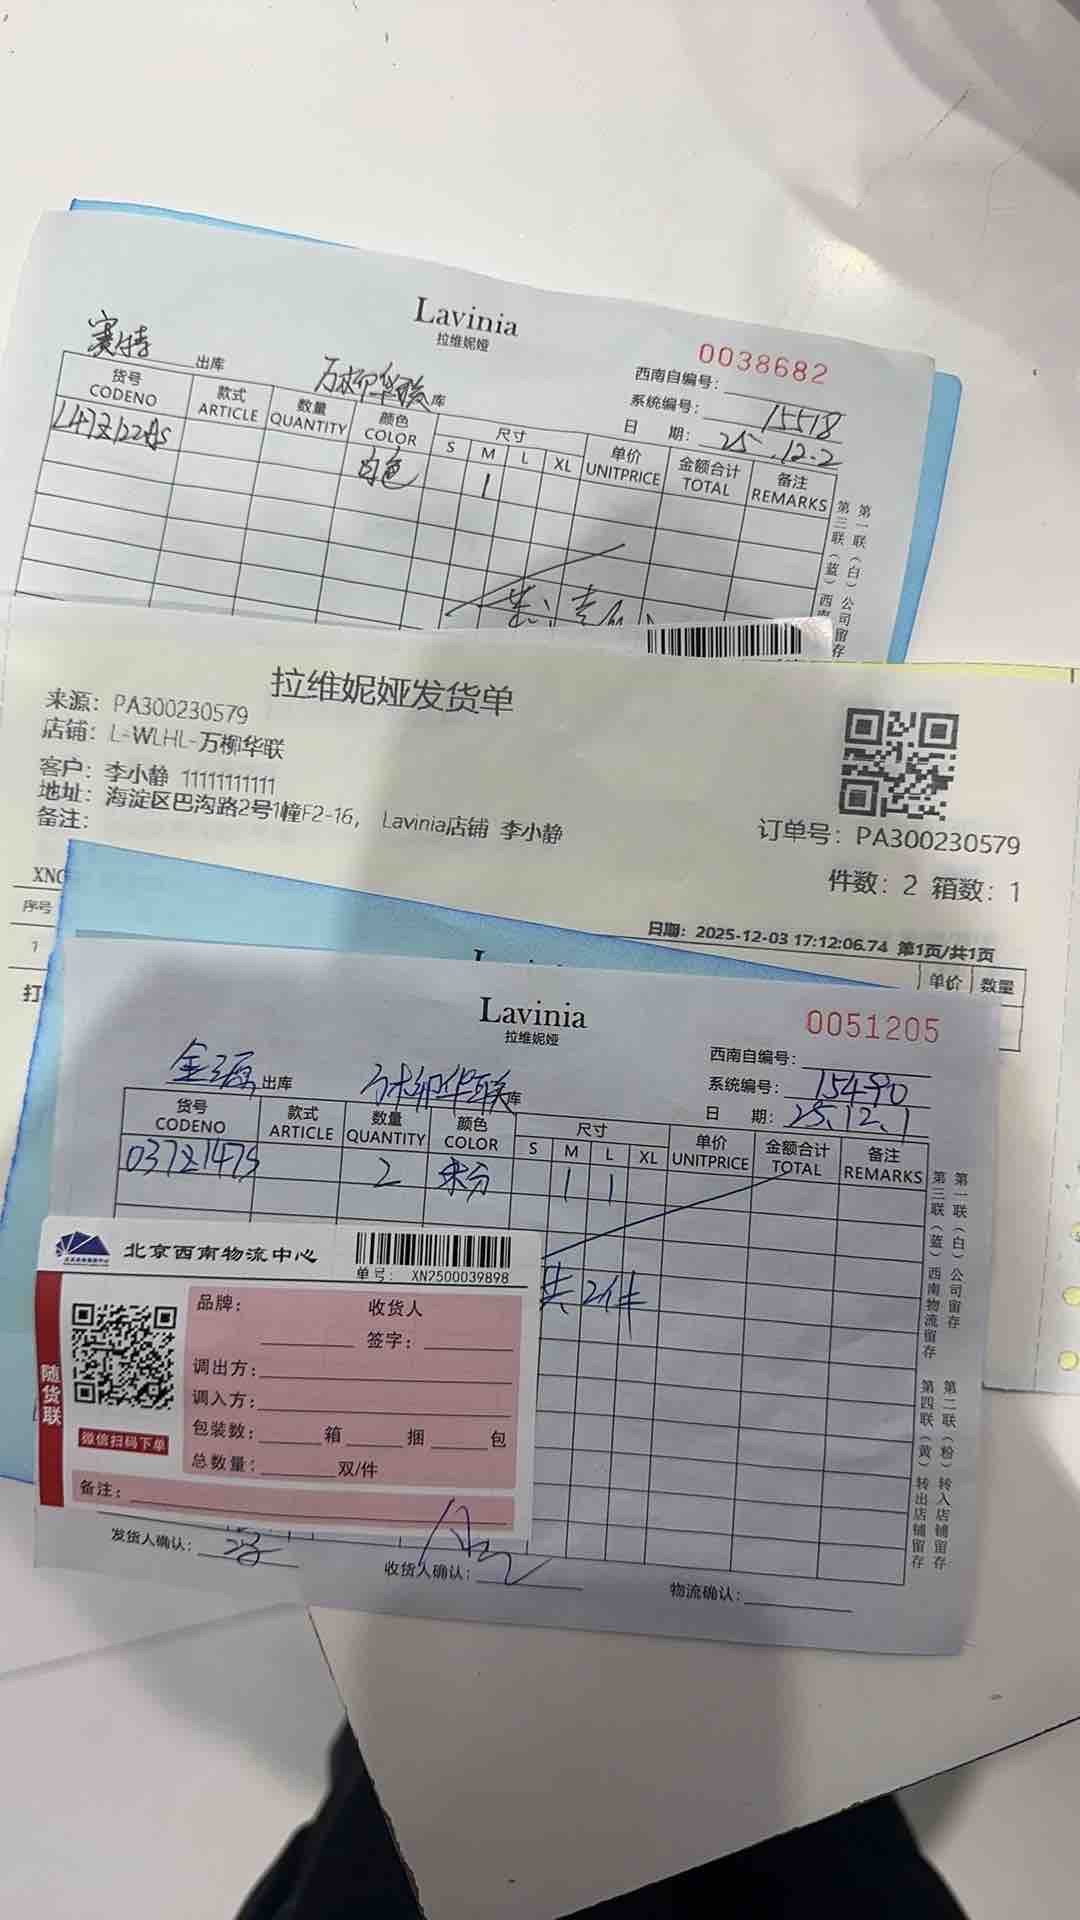 Lavinia
拉维妮娅
0038682
赛特 出库 万柳华联 库
西南自编号:
系统编号: 15518
日 期: 25.12.2
货号 CODENO 款式 ARTICLE 数量 QUANTITY 颜色 COLOR 尺寸 S M L XL 单价 UNITPRICE 金额合计 TOTAL 备注 REMARKS
白色 1
第一联(白)公司留存
第三联(蓝)西南
拉维妮娅发货单
来源: PA300230579
店铺: L-WLHL-万柳华联
客户: 李小静 11111111111
地址: 海淀区巴沟路2号1幢F2-16, Lavinia店铺 李小静
备注:
订单号: PA300230579
件数: 2 箱数: 1
日期: 2025-12-03 17:12:06.74 第1页/共1页
序号 单价 数量
1
打
Lavinia
拉维妮娅
0051205
金源 出库 万柳华联 库
西南自编号:
系统编号: 15490
日 期: 25.12.1
货号 CODENO 款式 ARTICLE 数量 QUANTITY 颜色 COLOR 尺寸 S M L XL 单价 UNITPRICE 金额合计 TOTAL 备注 REMARKS
037Z147S 2 米分 1 1
共2件
第一联(白)公司留存
第三联(蓝)西南物流留存
第二联(粉)转入店铺留存
第四联(黄)转出店铺留存
北京西南物流中心
单号: XN2500039898
随货联
微信扫码下单
品牌: 收货人
签字:
调出方:
调入方:
包装数: 箱 捆 包
总数量: 双/件
备注:
发货人确认:
收货人确认:
物流确认: